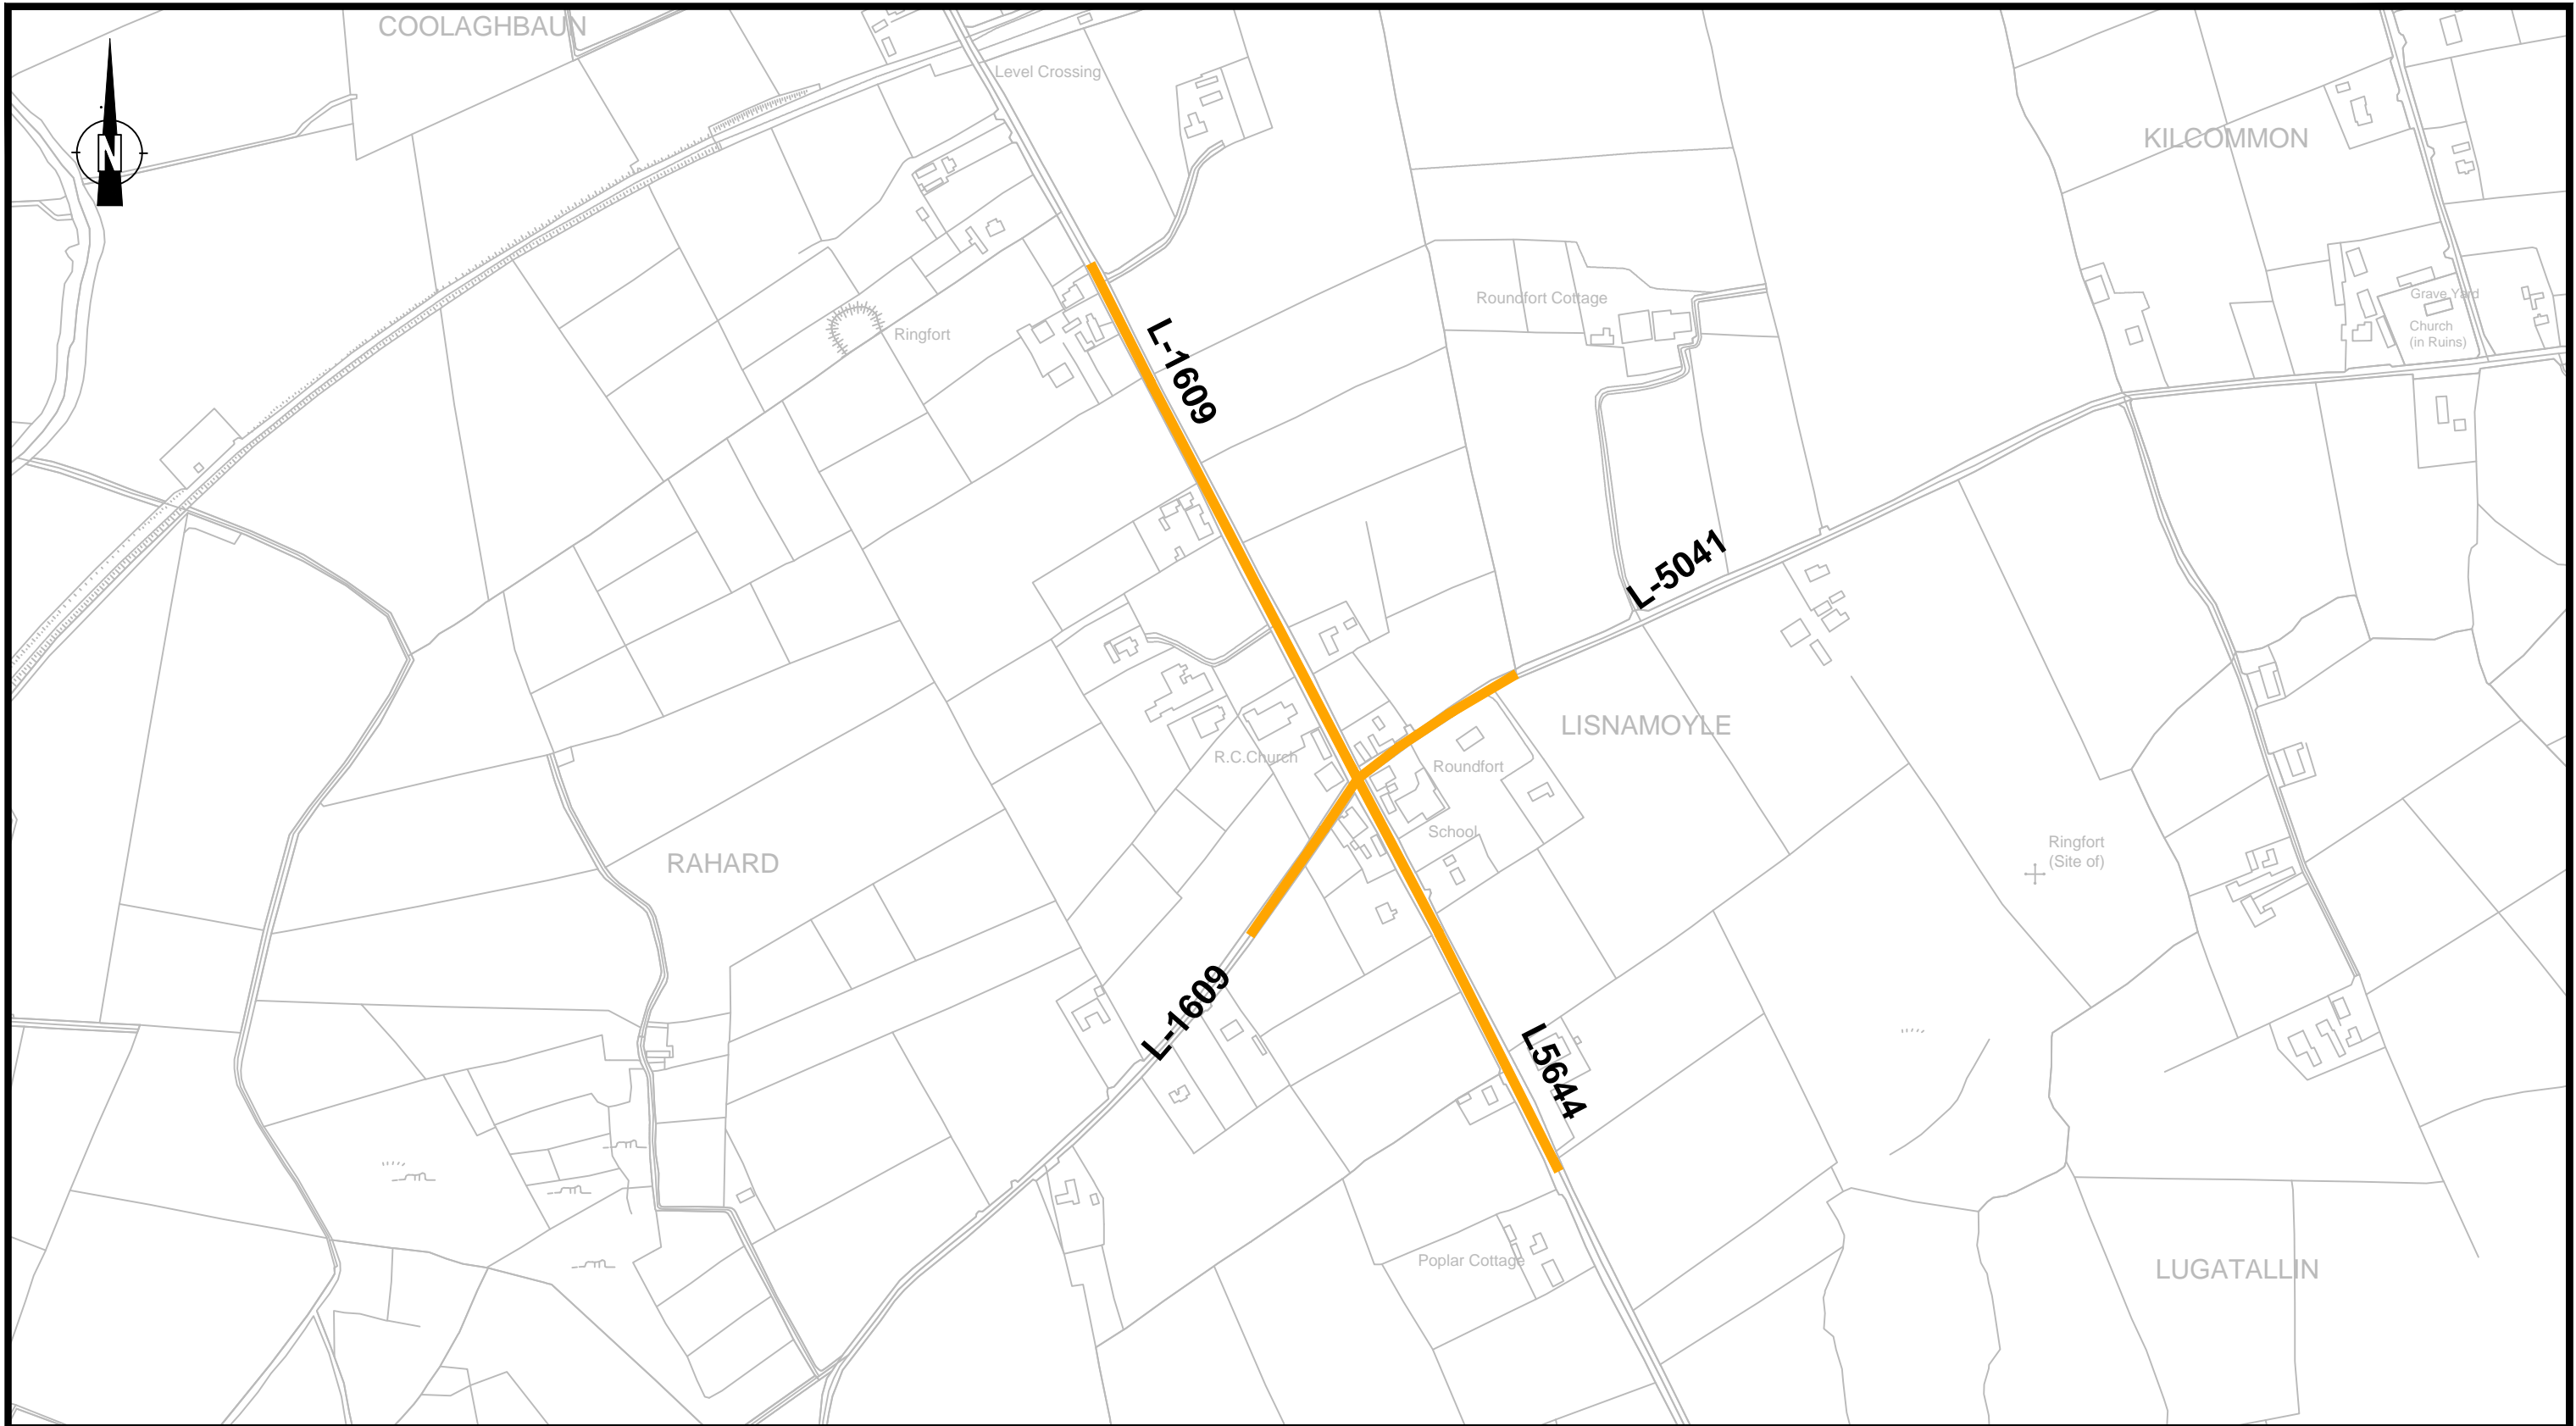 COOLAGHBAUN
Level Crossing
N
KILCOMMON
Roundfort Cottage
Grave Yard
Church
(in Ruins)
Ringfort
L-1609
L-5041
LISNAMOYLE
R.C.Church
Roundfort
School
RAHARD
Ringfort
(Site of)
L-1609
L5644
Poplar Cottage
LUGATALLIN